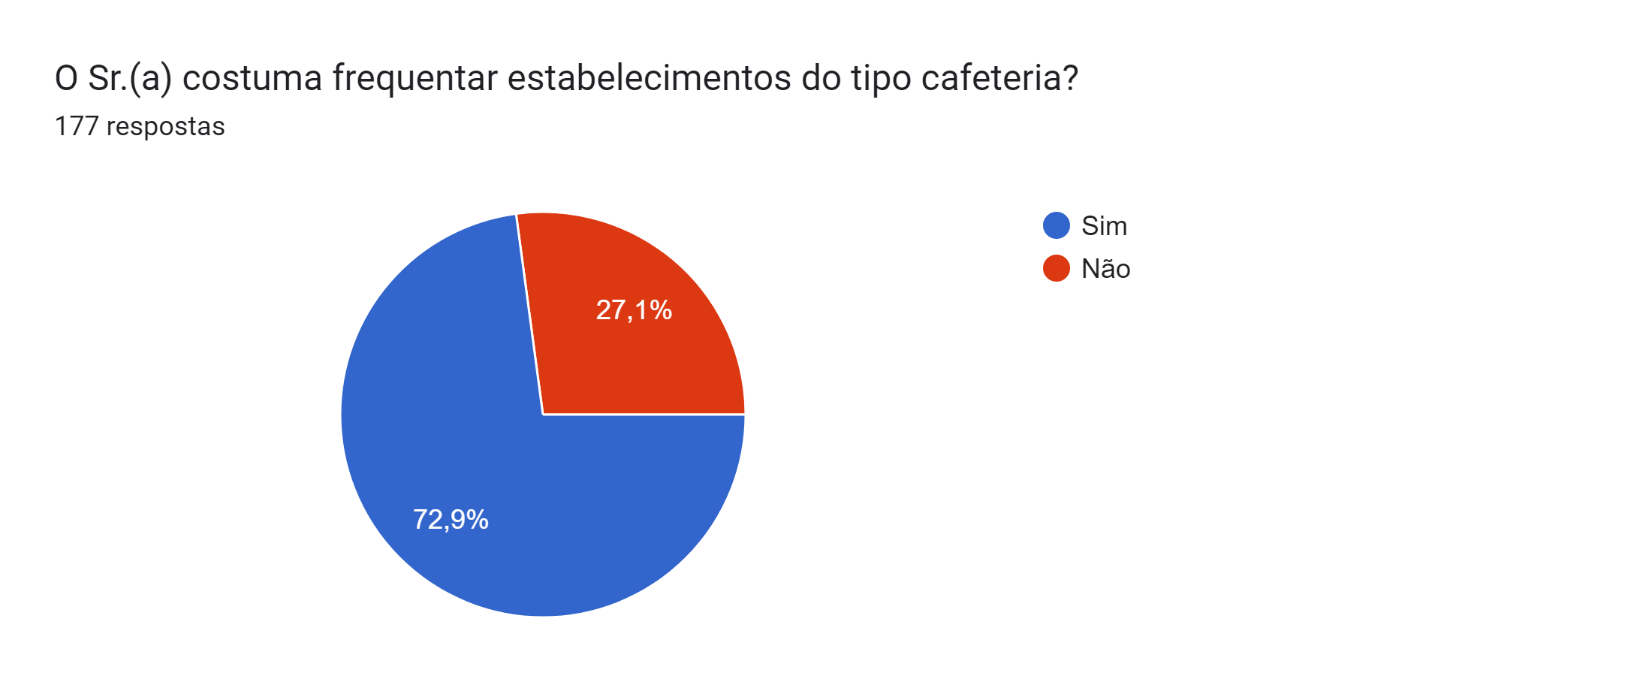 O Sr.(a) costuma frequentar estabelecimentos do tipo cafeteria?
177 respostas
Sim
Não
27,1%
72,9%